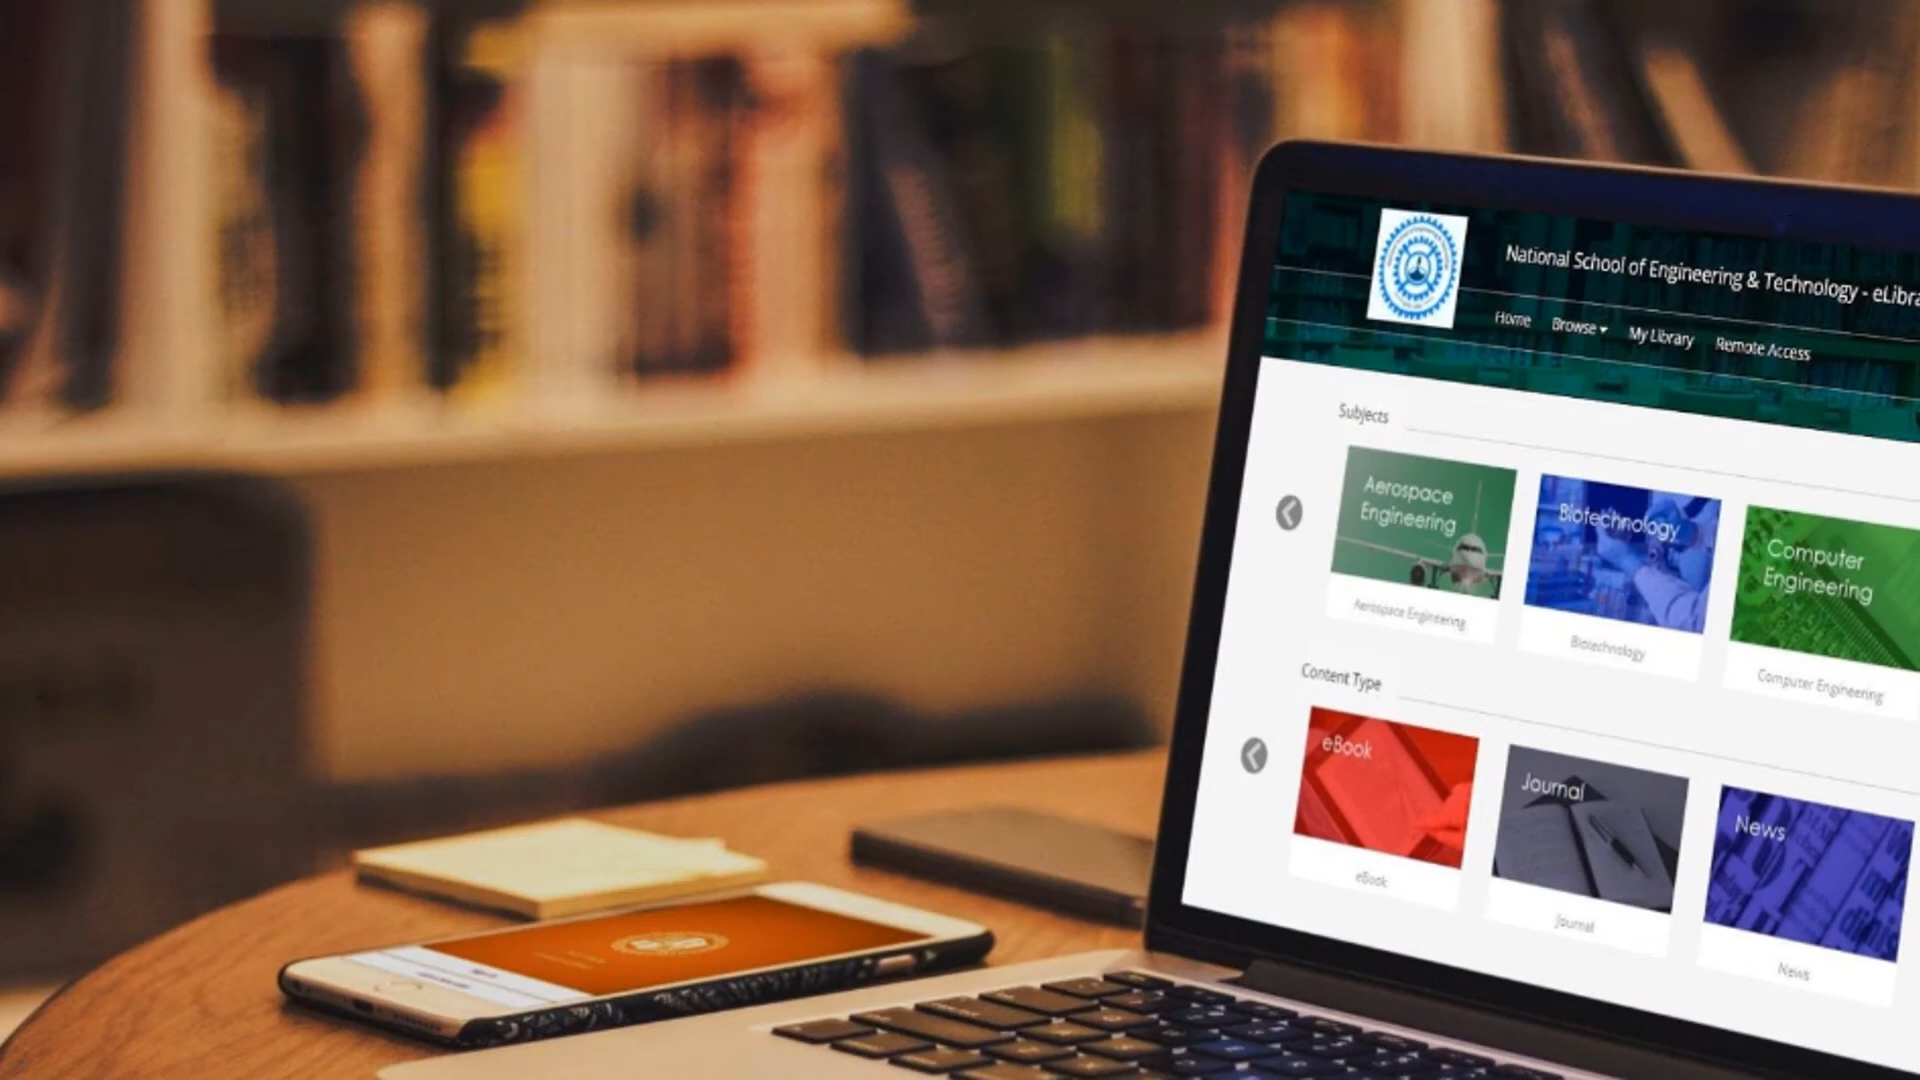 National School of Engineering & Technology - eLibra
Home Browse My Library Remote Access
Subjects
Aerospace
Engineering
Biotechnology
Computer
Engineering
Aerospace Engineering
Biotechnology
Computer Engineering
Content Type
eBook
Journal
News
eBook
Journal
News